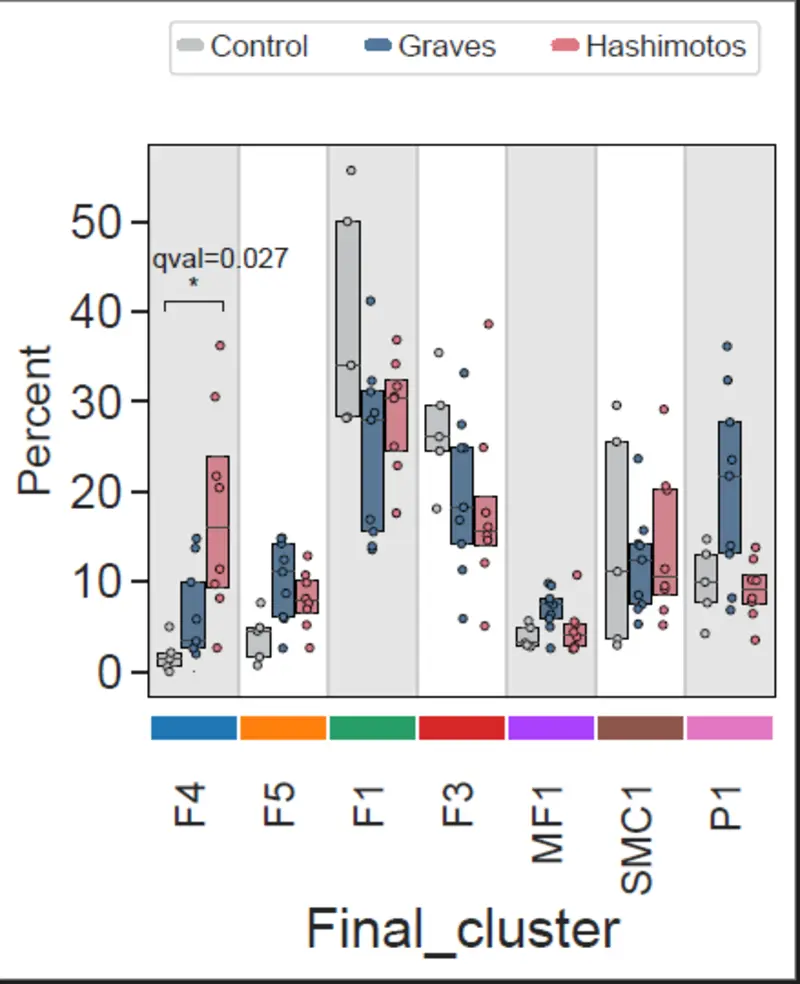 Control Graves Hashimotos
50
qval=0.027
*
40
Percent
30
20
10
0
F4 F5 F1 F3 MF1 SMC1 P1
Final_cluster